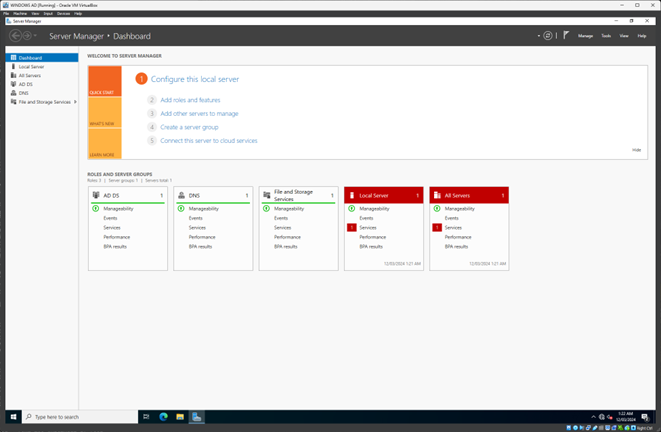 WINDOWS AD [Running] - Oracle VM VirtualBox
File Machine View Input Devices Help
Server Manager
Server Manager • Dashboard
Manage Tools View Help
Dashboard
Local Server
All Servers
AD DS
DNS
File and Storage Services
WELCOME TO SERVER MANAGER
QUICK START
WHAT'S NEW
LEARN MORE
1 Configure this local server
2 Add roles and features
3 Add other servers to manage
4 Create a server group
5 Connect this server to cloud services
Hide
ROLES AND SERVER GROUPS
Roles: 3 | Server groups: 1 | Servers total: 1
AD DS 1
Manageability
Events
Services
Performance
BPA results
DNS 1
Manageability
Events
Services
Performance
BPA results
File and Storage Services 1
Manageability
Events
Services
Performance
BPA results
Local Server 1
Manageability
Events
1 Services
Performance
BPA results
12/03/2024 1:21 AM
All Servers 1
Manageability
Events
1 Services
Performance
BPA results
12/03/2024 1:21 AM
Type here to search
1:22 AM
12/03/2024
Right Ctrl